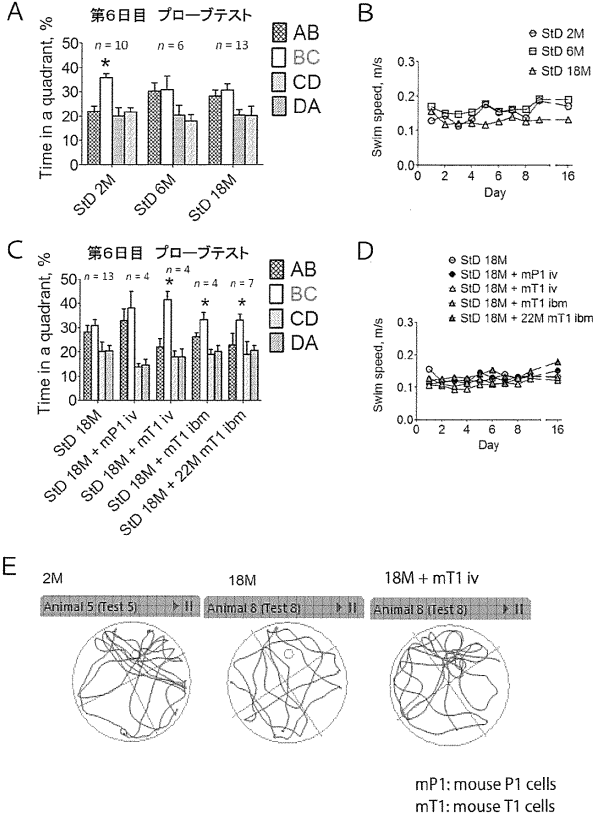 A
第6日目 プローブテスト
Time in a quadrant, %
50
40
30
20
10
0
n = 10
n = 6
n = 13
*
StD 2M
StD 6M
StD 18M
AB
BC
CD
DA
B
StD 2M
StD 6M
StD 18M
Swim speed, m/s
0.3
0.2
0.1
0.0
0
2
4
6
8
16
Day
C
第6日目 プローブテスト
Time in a quadrant, %
50
40
30
20
10
0
n = 13
n = 4
n = 4
n = 4
n = 7
*
*
*
StD 18M
StD 18M + mP1 iv
StD 18M + mT1 iv
StD 18M + mT1 ibm
StD 18M + 22M mT1 ibm
AB
BC
CD
DA
D
StD 18M
StD 18M + mP1 iv
StD 18M + mT1 iv
StD 18M + mT1 ibm
StD 18M + 22M mT1 ibm
Swim speed, m/s
0.3
0.2
0.1
0.0
0
2
4
6
8
16
Day
E
2M
18M
18M + mT1 iv
Animal 5 (Test 5)
Animal 8 (Test 8)
Animal 8 (Test 8)
mP1: mouse P1 cells
mT1: mouse T1 cells